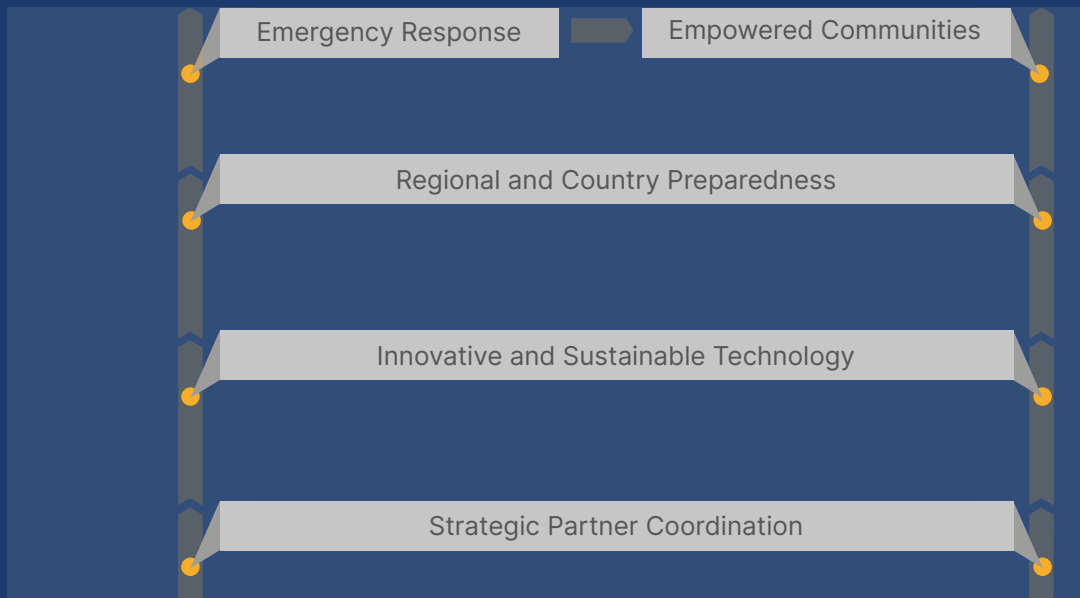 Emergency Response
Empowered Communities
Regional and Country Preparedness
Innovative and Sustainable Technology
Strategic Partner Coordination